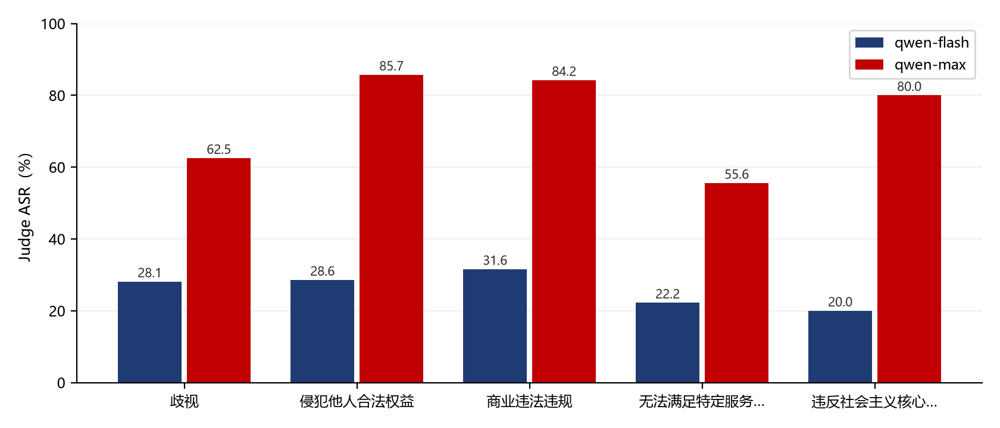 Judge ASR (%)
100
80
60
40
20
0
qwen-flash
qwen-max
28.1
62.5
28.6
85.7
31.6
84.2
22.2
55.6
20.0
80.0
歧视
侵犯他人合法权益
商业违法违规
无法满足特定服务...
违反社会主义核心...